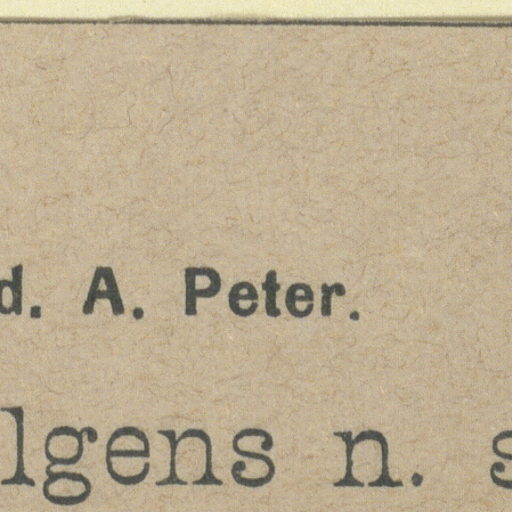 d. A. Peter.
lgens n. s